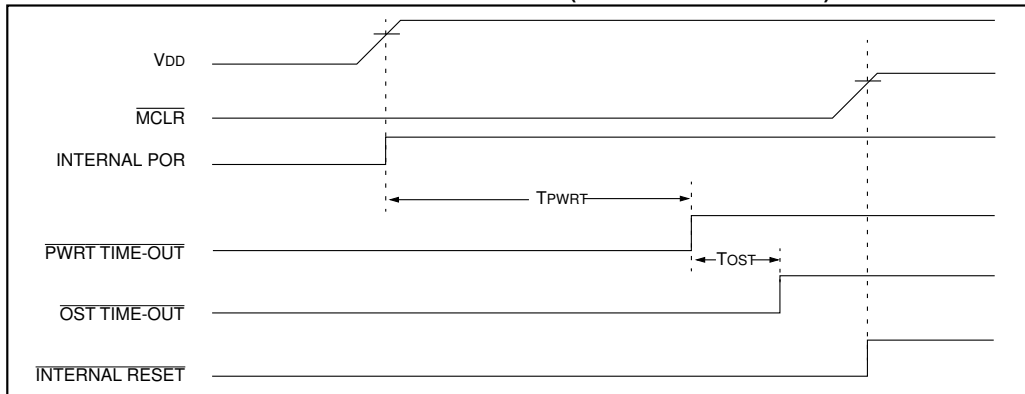 VDD
MCLR
INTERNAL POR
TPWRT
PWRT TIME-OUT
TOST
OST TIME-OUT
INTERNAL RESET